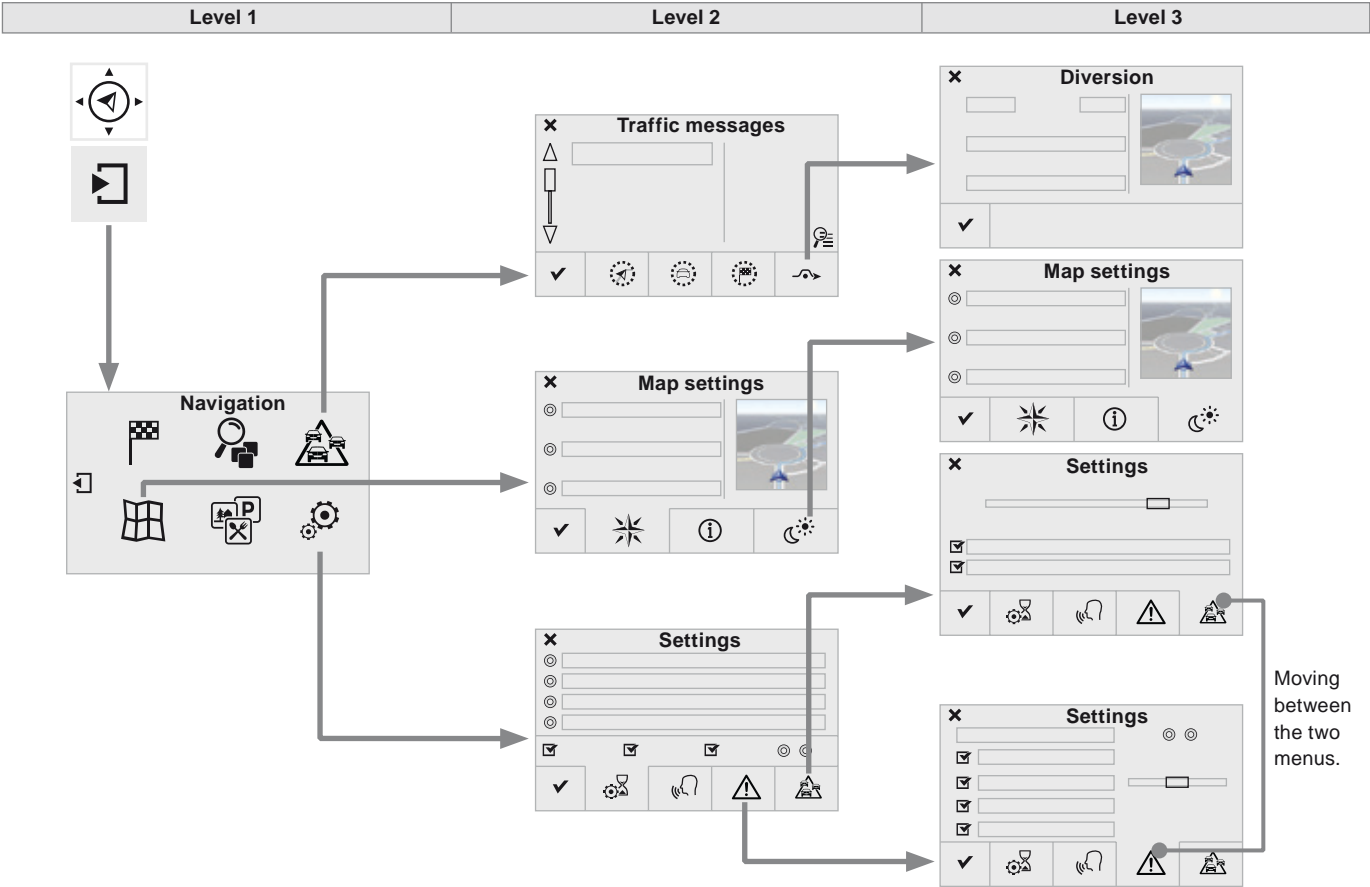 Level 1
Level 2
Level 3
Navigation
Traffic messages
Map settings
Settings
Diversion
Map settings
Settings
Settings
Moving
between
the two
menus.
P